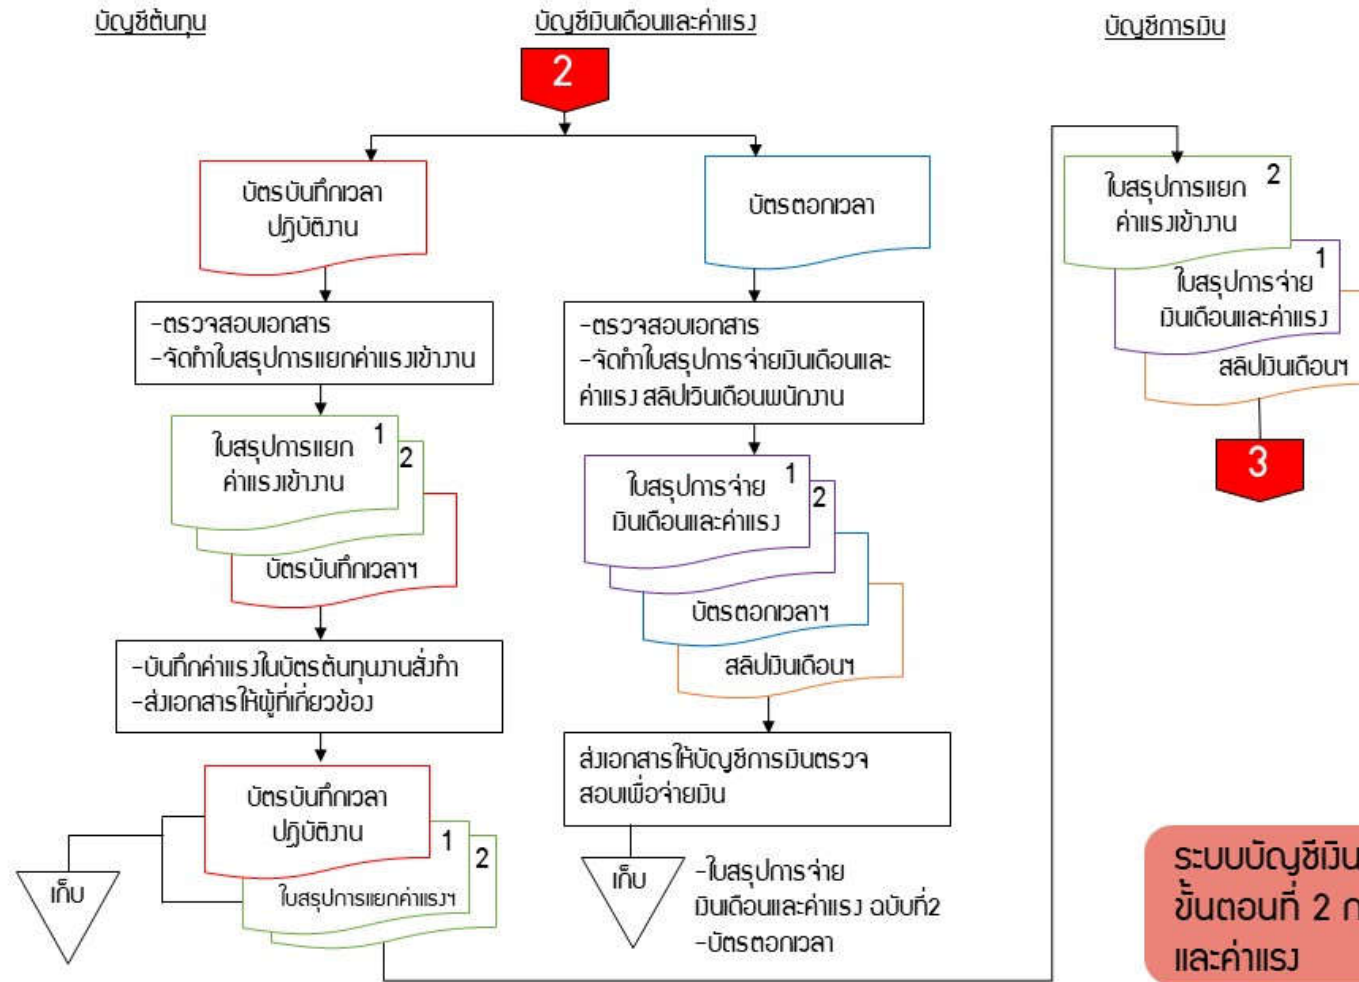 บัญชีต้นทุน
บัญชีเงินเดือนและค่าแรง
บัญชีการเงิน
2
บัตรบันทึกเวลา
ปฏิบัติงาน
บัตรตอกเวลา
-ตรวจสอบเอกสาร
-จัดทำใบสรุปการแยกค่าแรงเข้างาน
-ตรวจสอบเอกสาร
-จัดทำใบสรุปการจ่ายเงินเดือนและ
ค่าแรง สลิปเงินเดือนพนักงาน
ใบสรุปการแยก 1
ค่าแรงเข้างาน 2
บัตรบันทึกเวลาฯ
ใบสรุปการจ่าย 1
เงินเดือนและค่าแรง 2
บัตรตอกเวลาฯ
สลิปเงินเดือนฯ
-บันทึกค่าแรงในบัตรต้นทุนงานสั่งทำ
-ส่งเอกสารให้ผู้ที่เกี่ยวข้อง
ส่งเอกสารให้บัญชีการเงินตรวจ
สอบเพื่อจ่ายเงิน
บัตรบันทึกเวลา
ปฏิบัติงาน
1
2
ใบสรุปการแยกค่าแรงฯ
เก็บ
เก็บ
-ใบสรุปการจ่าย
เงินเดือนและค่าแรง ฉบับที่2
-บัตรตอกเวลา
ใบสรุปการแยก 2
ค่าแรงเข้างาน
1
ใบสรุปการจ่าย
เงินเดือนและค่าแรง
สลิปเงินเดือนฯ
3
ระบบบัญชีเงิน
ขั้นตอนที่ 2 ก
และค่าแรง